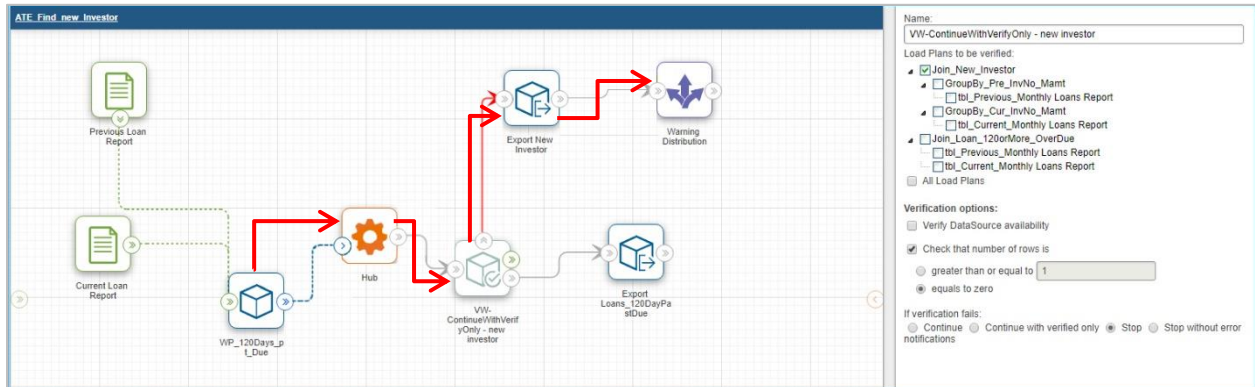 ATE_Find_new_Investor
Previous Loan
Report
Current Loan
Report
WP_120Days_p
t_Due
Hub
VW-
ContinueWithVerif
yOnly - new
investor
Export New
Investor
Warning
Distribution
Export
Loans_120DayPa
stDue
Name:
VW-ContinueWithVerifyOnly - new investor
Load Plans to be verified:
Join_New_Investor
GroupBy_Pre_InvNo_Mamt
tbl_Previous_Monthly Loans Report
GroupBy_Cur_InvNo_Mamt
tbl_Current_Monthly Loans Report
Join_Loan_120orMore_OverDue
tbl_Previous_Monthly Loans Report
tbl_Current_Monthly Loans Report
All Load Plans
Verification options:
Verify DataSource availability
Check that number of rows is
greater than or equal to 1
equals to zero
If verification fails:
Continue Continue with verified only Stop Stop without error
notifications